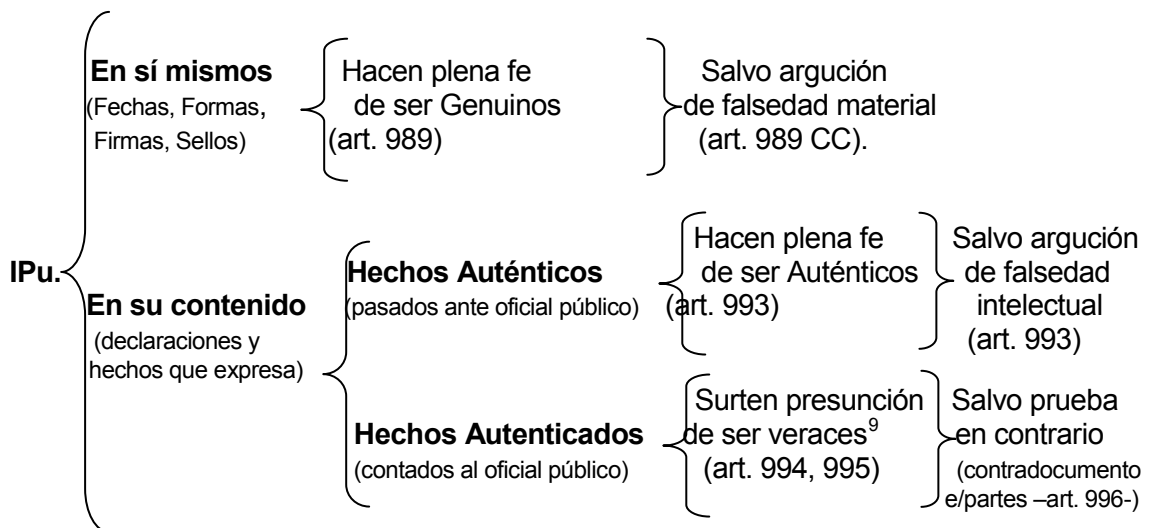 En sí mismos
(Fechas, Formas,
Firmas, Sellos)
Hacen plena fe
de ser Genuinos
(art. 989)
Salvo argución
de falsedad material
(art. 989 CC).
IPu.
En su contenido
(declaraciones y
hechos que expresa)
Hechos Auténticos
(pasados ante oficial público)
Hacen plena fe
de ser Auténticos
(art. 993)
Salvo argución
de falsedad
intelectual
(art. 993)
Hechos Autenticados
(contados al oficial público)
Surten presunción
de ser veraces⁹
(art. 994, 995)
Salvo prueba
en contrario
(contradocumento
e/partes –art. 996-)